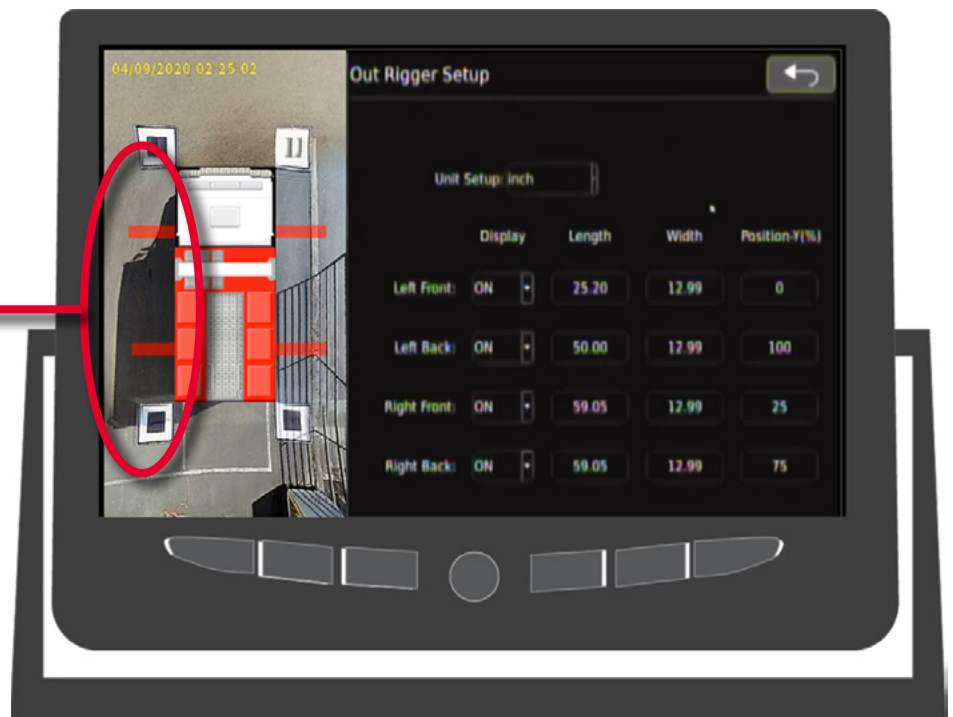 04/09/2020 02:25:02
Out Rigger Setup
Unit Setup: inch
Display Length Width Position-Y(%)
Left Front: ON 25.20 12.99 0
Left Back: ON 50.00 12.99 100
Right Front: ON 59.05 12.99 25
Right Back: ON 59.05 12.99 75